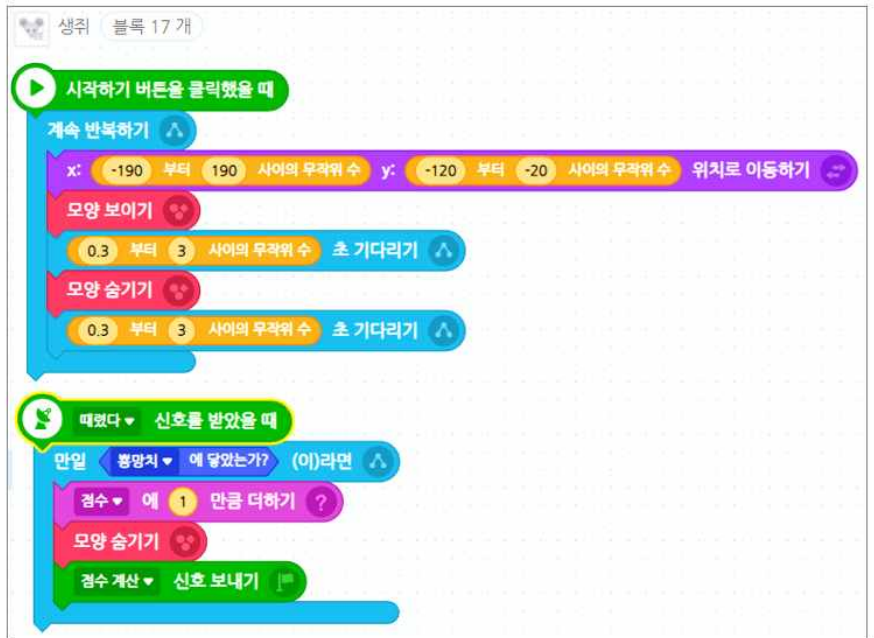 생쥐 블록 17 개
시작하기 버튼을 클릭했을 때
계속 반복하기
x: -190 부터 190 사이의 무작위 수 y: -120 부터 -20 사이의 무작위 수 위치로 이동하기
모양 보이기
0.3 부터 3 사이의 무작위 수 초 기다리기
모양 숨기기
0.3 부터 3 사이의 무작위 수 초 기다리기
때렸다 신호를 받았을 때
만일 뿅망치 에 닿았는가? (이)라면
점수 에 1 만큼 더하기 ?
모양 숨기기
점수 계산 신호 보내기